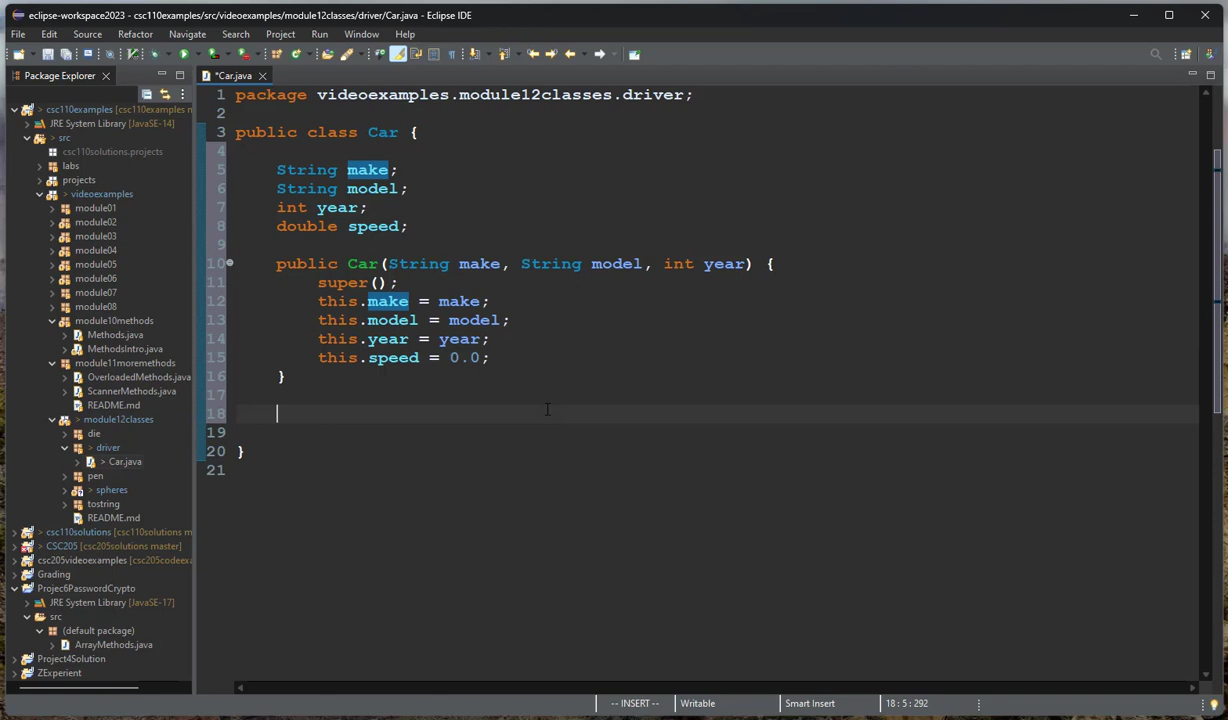 eclipse-workspace2023 - csc110examples/src/videoexamples/module12classes/driver/Car.java - Eclipse IDE
File Edit Source Refactor Navigate Search Project Run Window Help
Package Explorer
*Car.java
csc110examples [csc110examples n
JRE System Library [JavaSE-14]
src
csc110solutions.projects
labs
projects
videoexamples
module01
module02
module03
module04
module05
module06
module07
module08
module10methods
Methods.java
MethodsIntro.java
module11moremethods
OverloadedMethods.java
ScannerMethods.java
README.md
module12classes
die
driver
Car.java
pen
spheres
tostring
README.md
csc110solutions [csc110solutions m
CSC205 [csc205solutions master]
csc205videoexamples [csc205codeexa
Grading
Projec6PasswordCrypto
JRE System Library [JavaSE-17]
src
(default package)
ArrayMethods.java
Project4Solution
ZExperient
1 package videoexamples.module12classes.driver;
2
3 public class Car {
4
5 String make;
6 String model;
7 int year;
8 double speed;
9
10 public Car(String make, String model, int year) {
11 super();
12 this.make = make;
13 this.model = model;
14 this.year = year;
15 this.speed = 0.0;
16 }
17
18
19
20 }
21
-- INSERT -- Writable Smart Insert 18 : 5 : 292